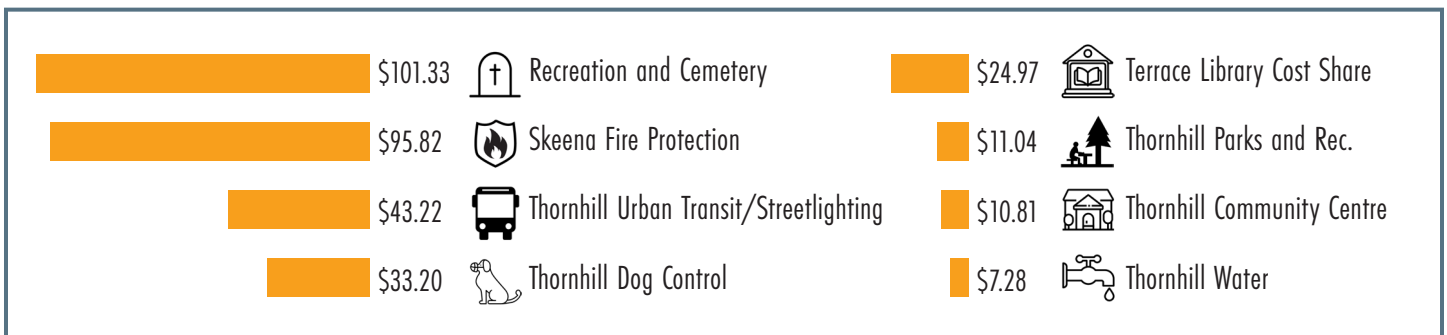 $101.33 Recreation and Cemetery
$95.82 Skeena Fire Protection
$43.22 Thornhill Urban Transit/Streetlighting
$33.20 Thornhill Dog Control
$24.97 Terrace Library Cost Share
$11.04 Thornhill Parks and Rec.
$10.81 Thornhill Community Centre
$7.28 Thornhill Water